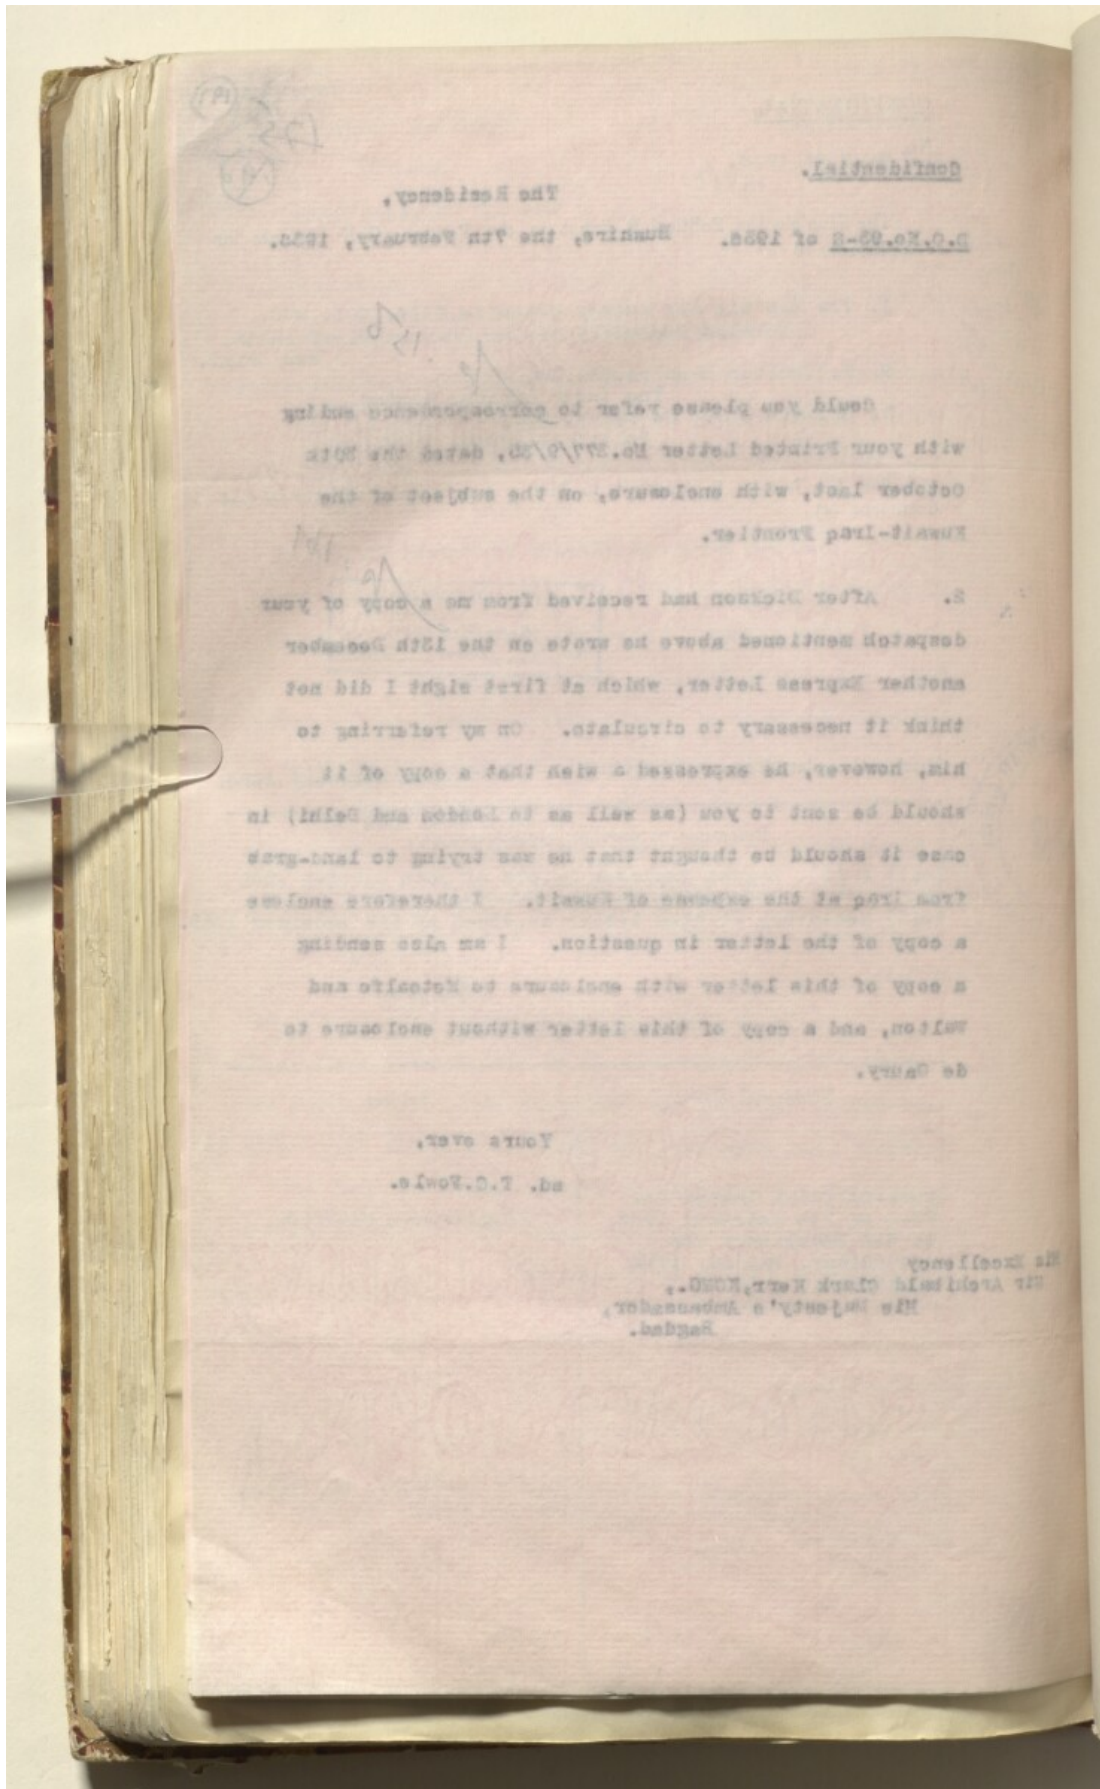 Confidential.
The Residency,
D.O.No.93-S of 1936. Bushire, the 7th February, 1936.
Could you please refer to correspondence ending
with your Printed Letter No.377/9/35, dated the 30th
October last, with enclosure, on the subject of the
Kuwait-Iraq Frontier.
2. After Dickson had received from me a copy of your
despatch mentioned above he wrote on the 13th December
another Express Letter, which at first sight I did not
think it necessary to circulate. On my referring to
him, however, he expressed a wish that a copy of it
should be sent to you (as well as to London and Delhi) in
case it should be thought that he was trying to land-grab
from Iraq at the expense of Kuwait. I therefore enclose
a copy of the letter in question. I am also sending
a copy of this letter with enclosure to Metcalfe and
Walton, and a copy of this letter without enclosure to
de Gaury.
Yours ever,
sd. T.C.Fowle.
His Excellency
Sir Archibald Clark Kerr,KCMG.,
His Majesty's Ambassador,
Bagdad.